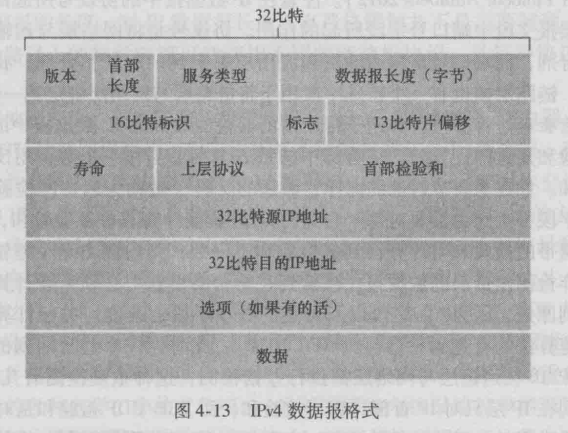 32比特
版本 首部长度 服务类型 数据报长度（字节）
16比特标识 标志 13比特片偏移
寿命 上层协议 首部检验和
32比特源IP地址
32比特目的IP地址
选项（如果有的话）
数据
图 4-13 IPv4 数据报格式